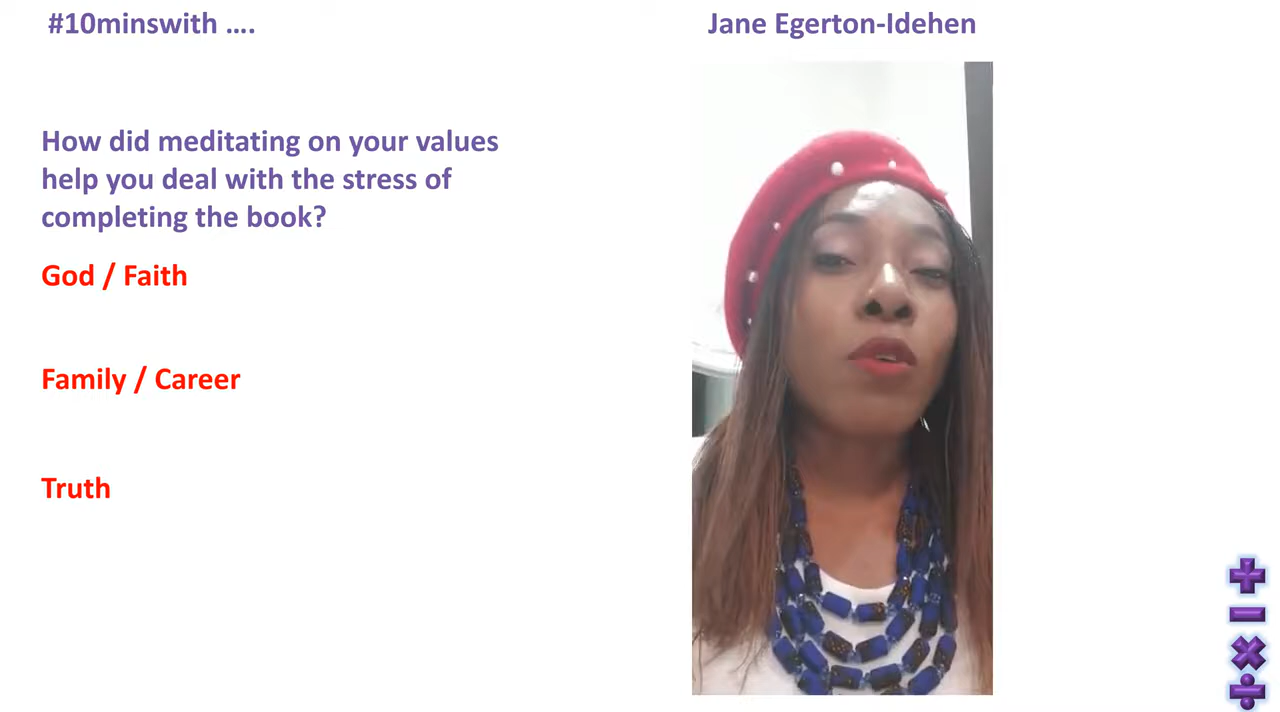 #10minswith ....
Jane Egerton-Idehen
How did meditating on your values
help you deal with the stress of
completing the book?
God / Faith
Family / Career
Truth